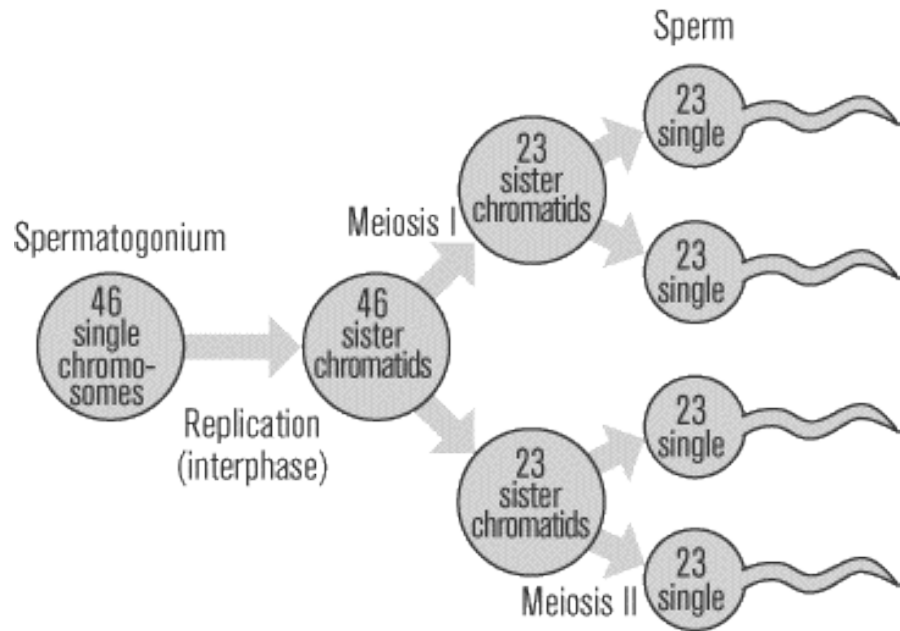 Sperm
23
single
23
sister
chromatids
Meiosis I
23
single
Spermatogonium
46
single
chromo-
somes
46
sister
chromatids
Replication
(interphase)
23
single
23
sister
chromatids
Meiosis II
23
single